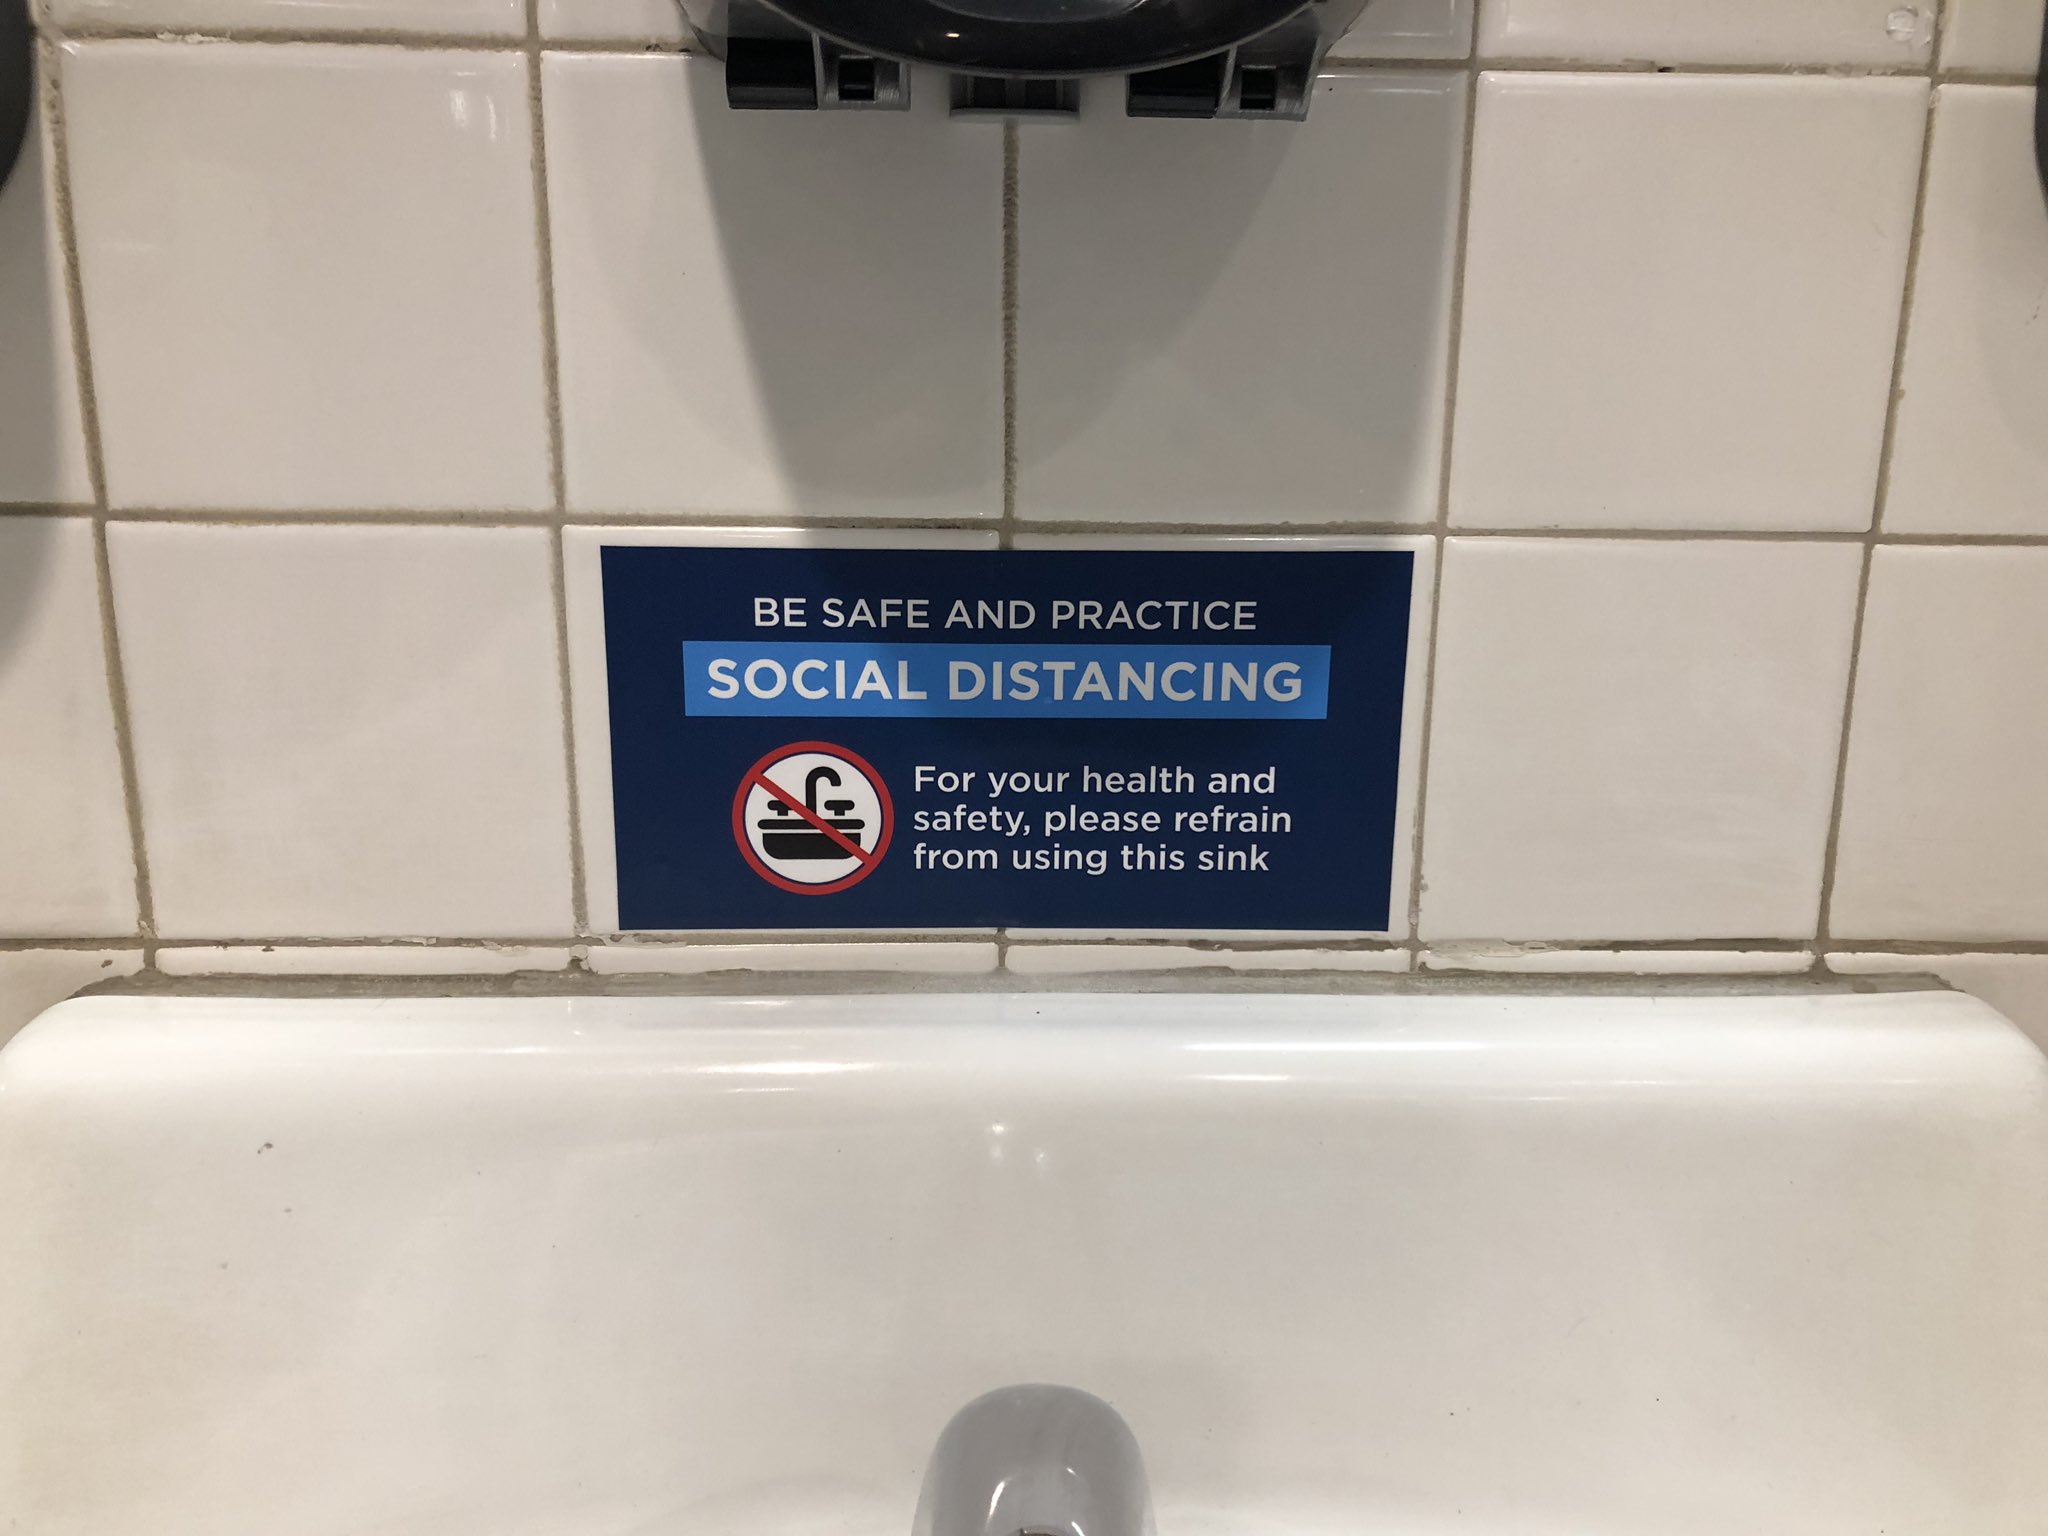 BE SAFE AND PRACTICE
SOCIAL DISTANCING
For your health and
safety, please refrain
from using this sink